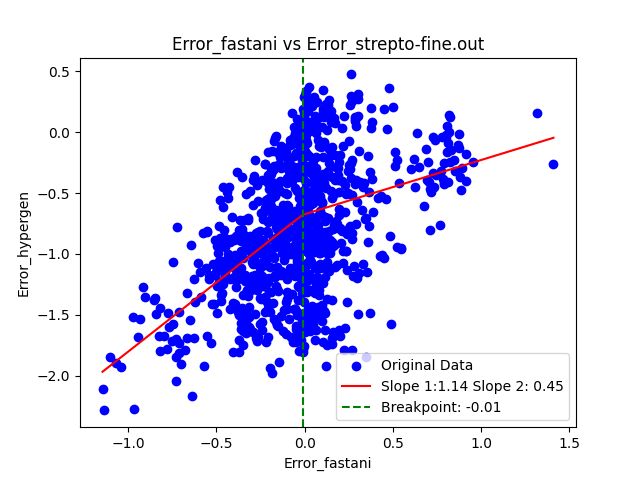 Error_fastani vs Error_strepto-fine.out
Error_hypergen
0.5
0.0
−0.5
−1.0
−1.5
−2.0
−1.0
−0.5
0.0
0.5
1.0
1.5
Error_fastani
Original Data
Slope 1:1.14 Slope 2: 0.45
Breakpoint: -0.01